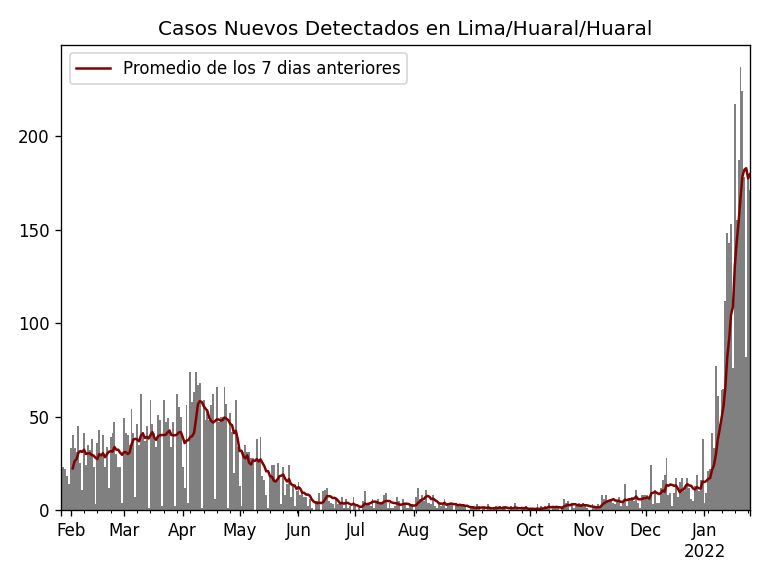 Casos Nuevos Detectados en Lima/Huaral/Huaral
Promedio de los 7 dias anteriores
200
150
100
50
0
Feb Mar Apr May Jun Jul Aug Sep Oct Nov Dec Jan
2022